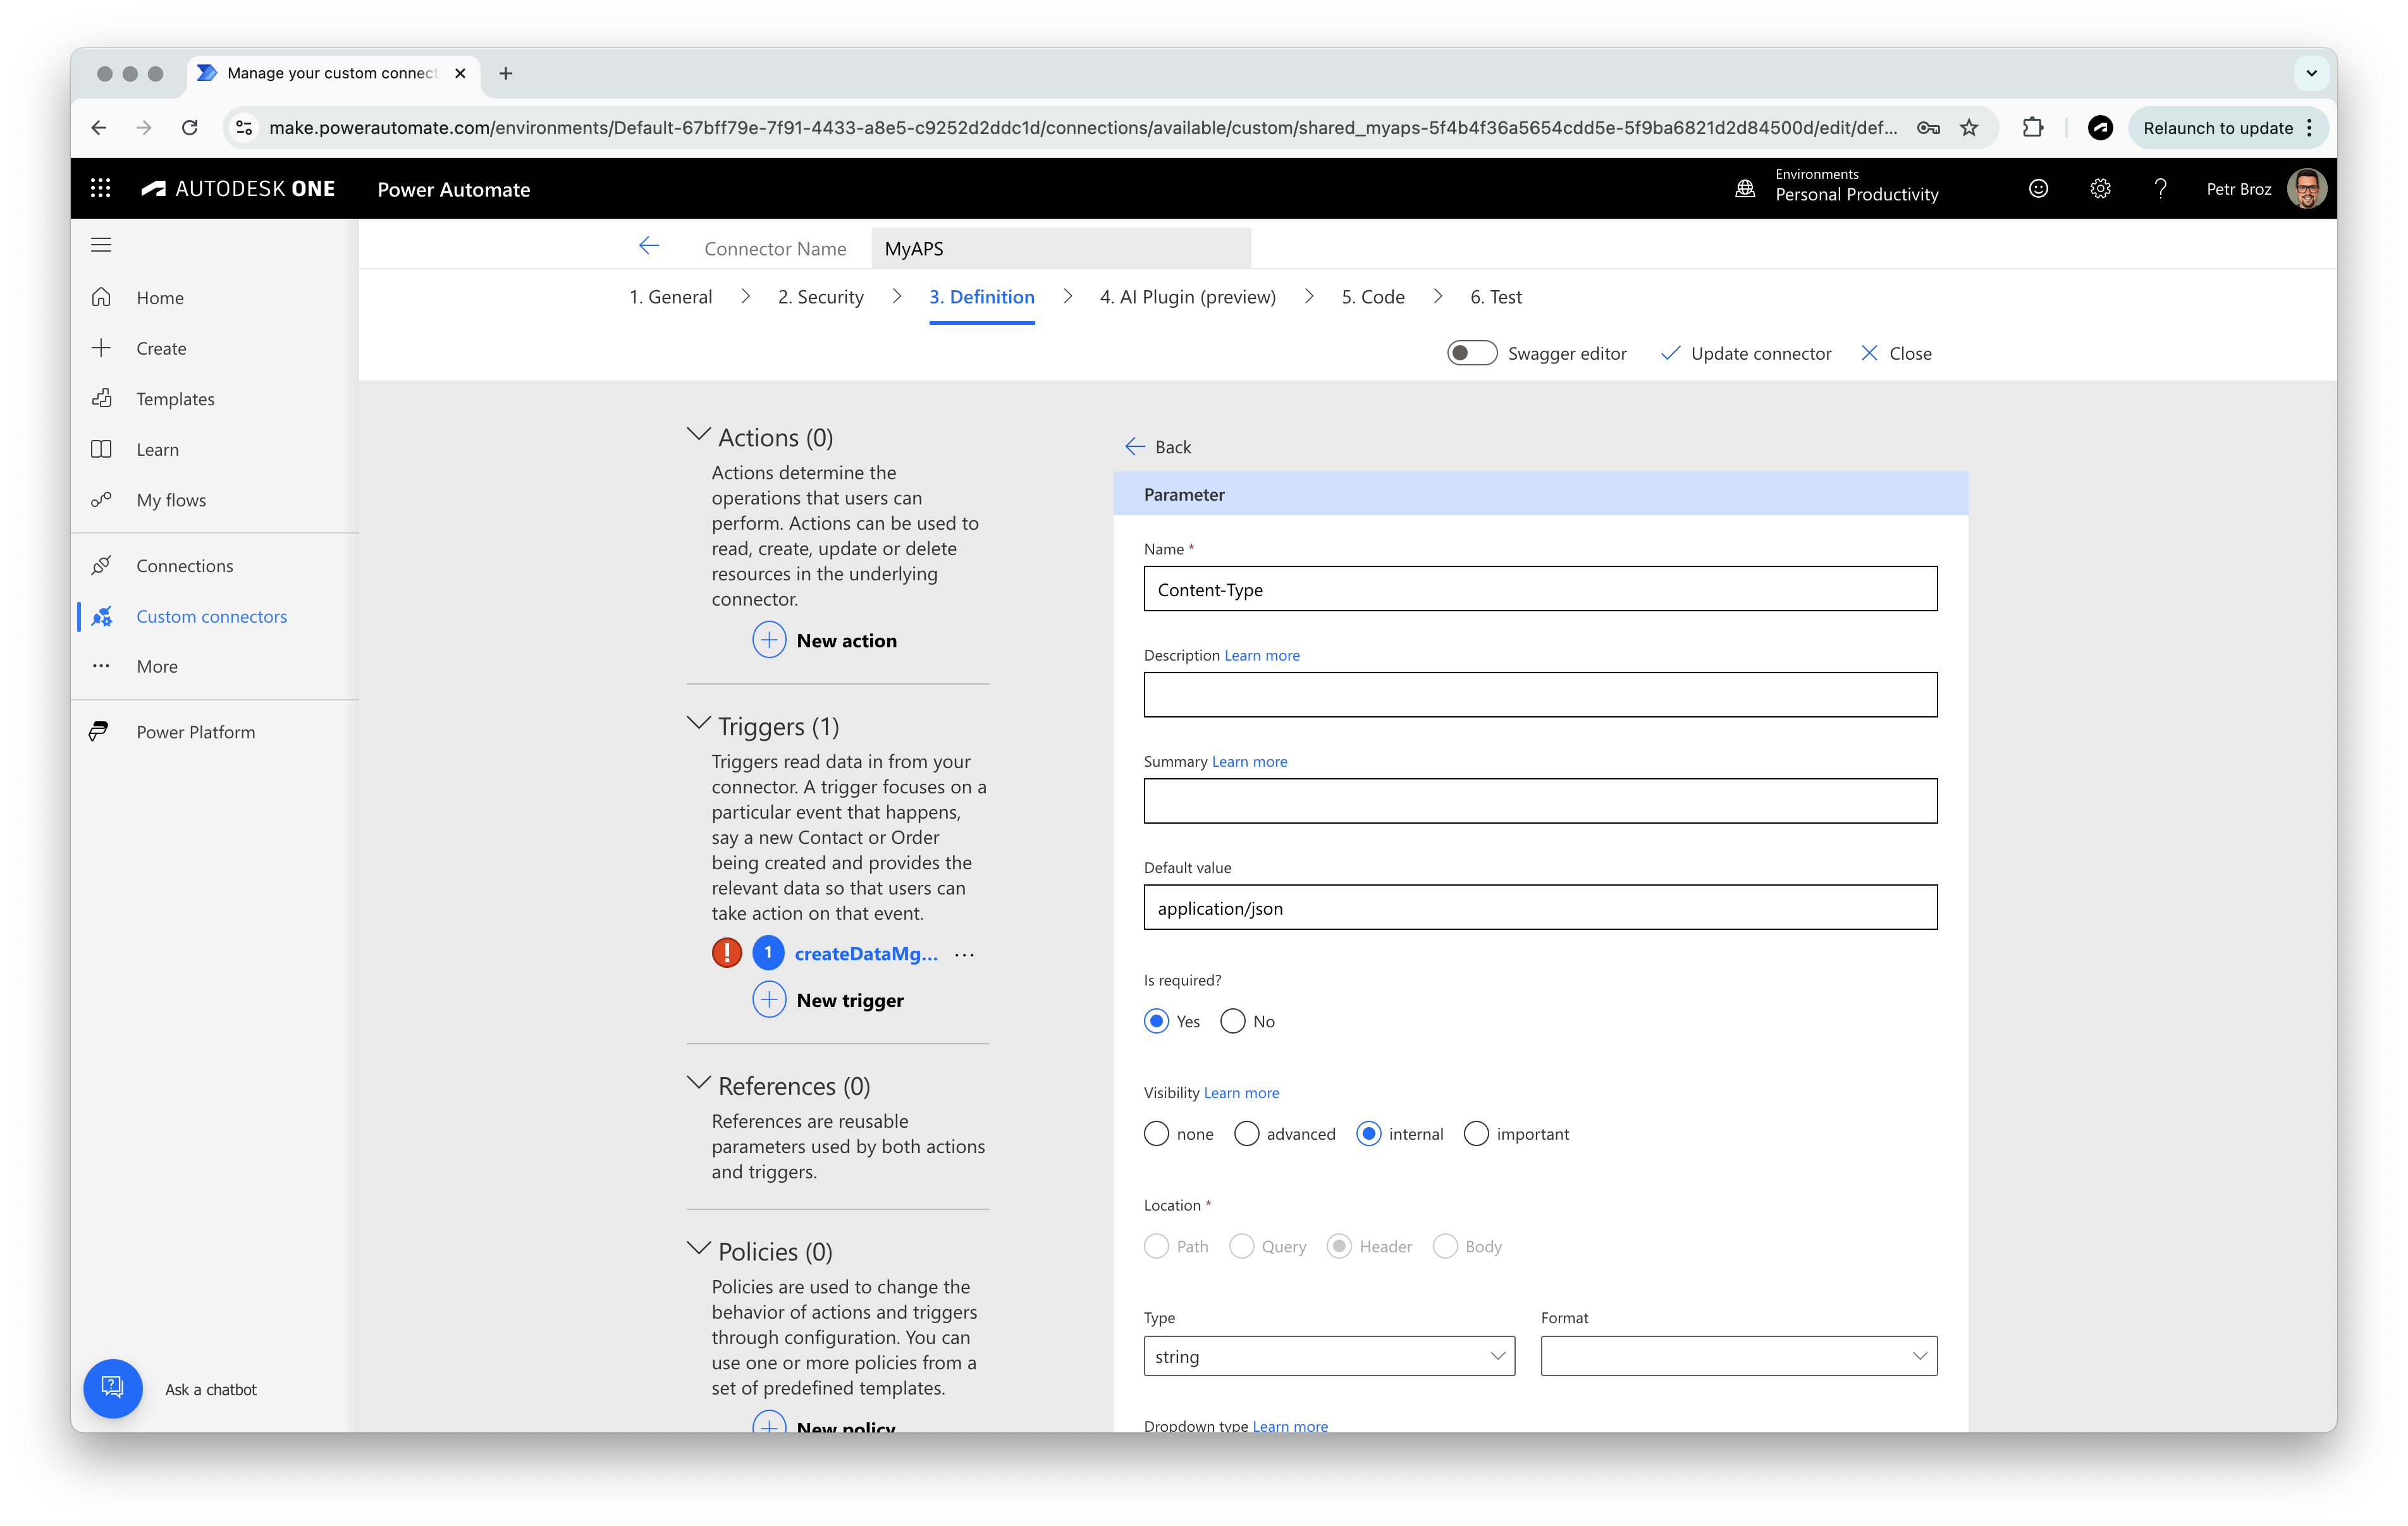 Manage your custom connect
make.powerautomate.com/environments/Default-67bff79e-7f91-4433-a8e5-c9252d2ddc1d/connections/available/custom/shared_myaps-5f4b4f36a5654cdd5e-5f9ba6821d2d84500d/edit/def...
Relaunch to update
AUTODESK ONE
Power Automate
Environments
Personal Productivity
Petr Broz
Home
Create
Templates
Learn
My flows
Connections
Custom connectors
More
Power Platform
Ask a chatbot
Connector Name
MyAPS
1. General
2. Security
3. Definition
4. AI Plugin (preview)
5. Code
6. Test
Swagger editor
Update connector
Close
Actions (0)
Actions determine the
operations that users can
perform. Actions can be used to
read, create, update or delete
resources in the underlying
connector.
New action
Triggers (1)
Triggers read data in from your
connector. A trigger focuses on a
particular event that happens,
say a new Contact or Order
being created and provides the
relevant data so that users can
take action on that event.
1
createDataMg...
New trigger
References (0)
References are reusable
parameters used by both actions
and triggers.
Policies (0)
Policies are used to change the
behavior of actions and triggers
through configuration. You can
use one or more policies from a
set of predefined templates.
New policy
Back
Parameter
Name *
Content-Type
Description Learn more
Summary Learn more
Default value
application/json
Is required?
Yes No
Visibility Learn more
none advanced internal important
Location *
Path Query Header Body
Type
string
Format
Dropdown type Learn more